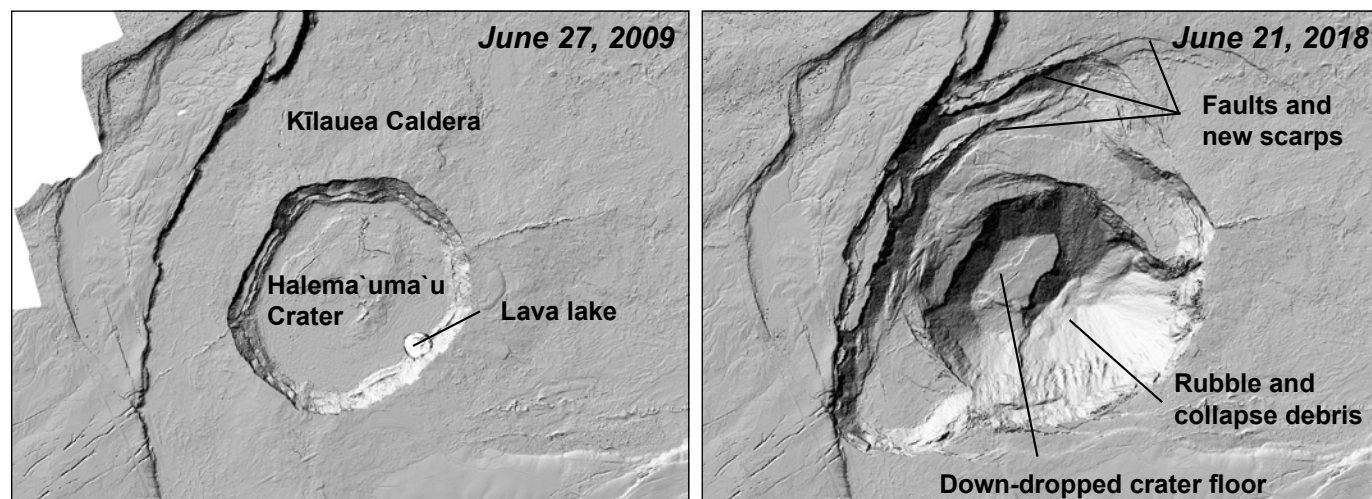 June 27, 2009
Kīlauea Caldera
Halema`uma`u
Crater
Lava lake
June 21, 2018
Faults and
new scarps
Rubble and
collapse debris
Down-dropped crater floor